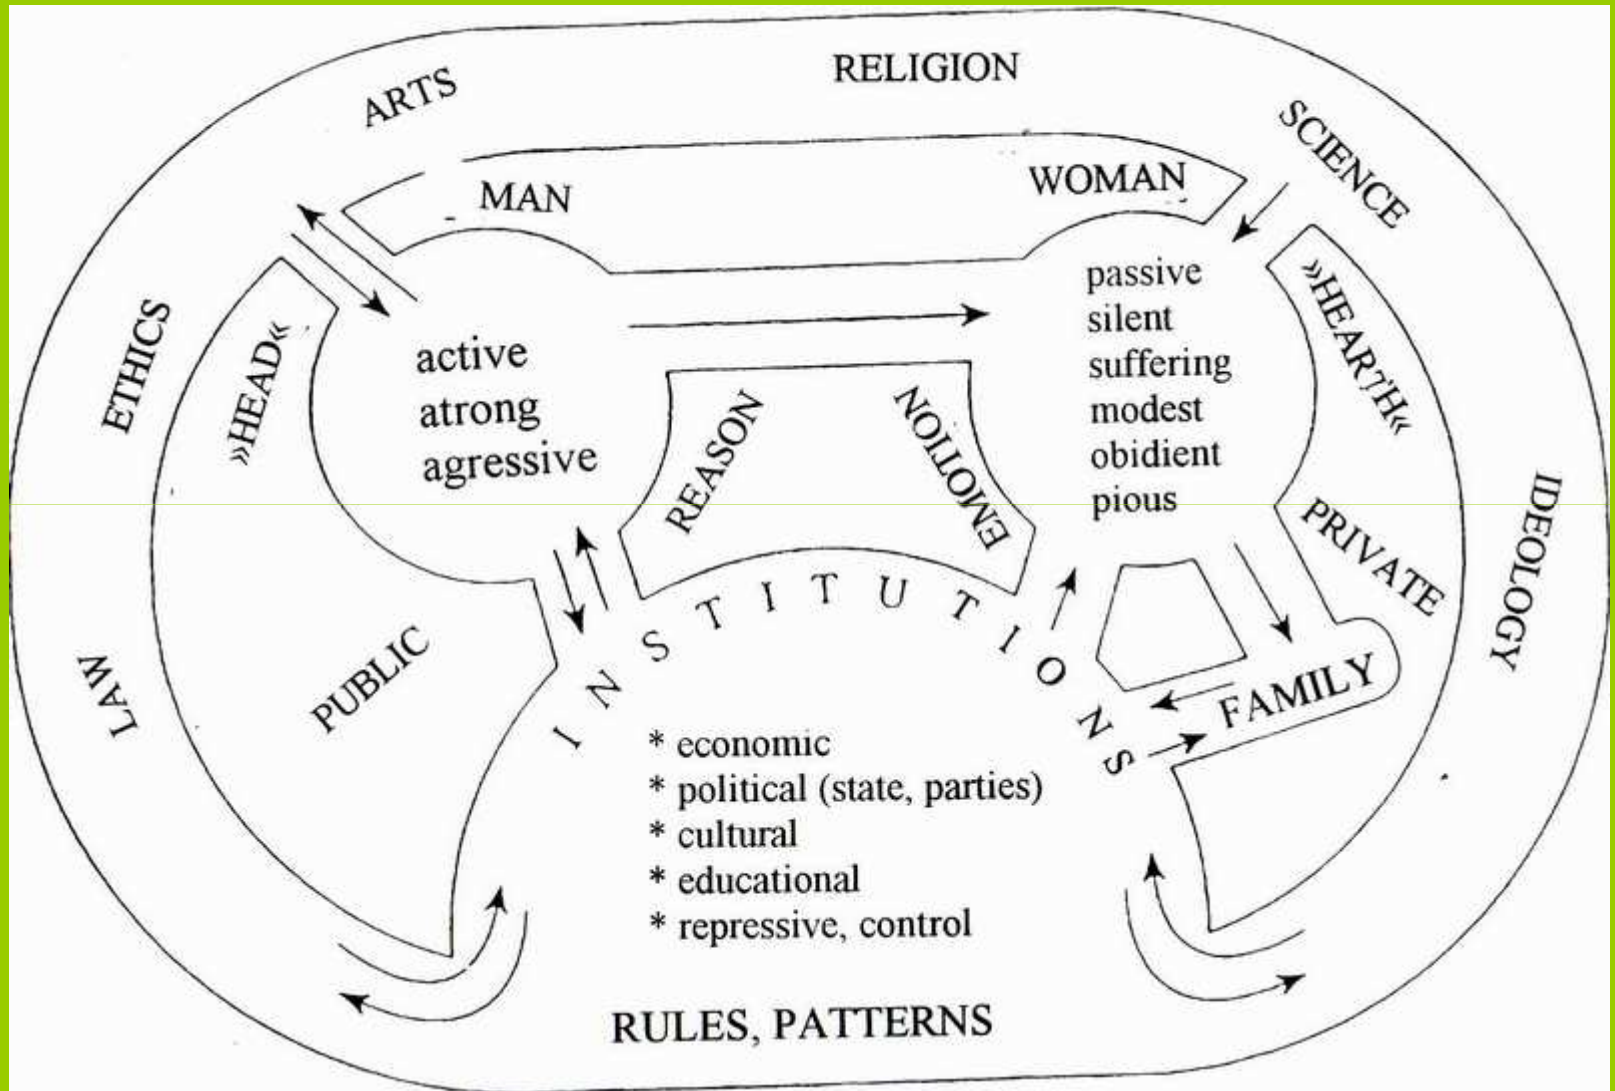 ARTS
RELIGION
SCIENCE
MAN
WOMAN
ETHICS
»HEAD«
active
atrong
agressive
REASON
EMOTION
passive
silent
suffering
modest
obidient
pious
»HEARTH«
PRIVATE
IDEOLOGY
LAW
PUBLIC
INSTITUTIONS
FAMILY
* economic
* political (state, parties)
* cultural
* educational
* repressive, control
RULES, PATTERNS